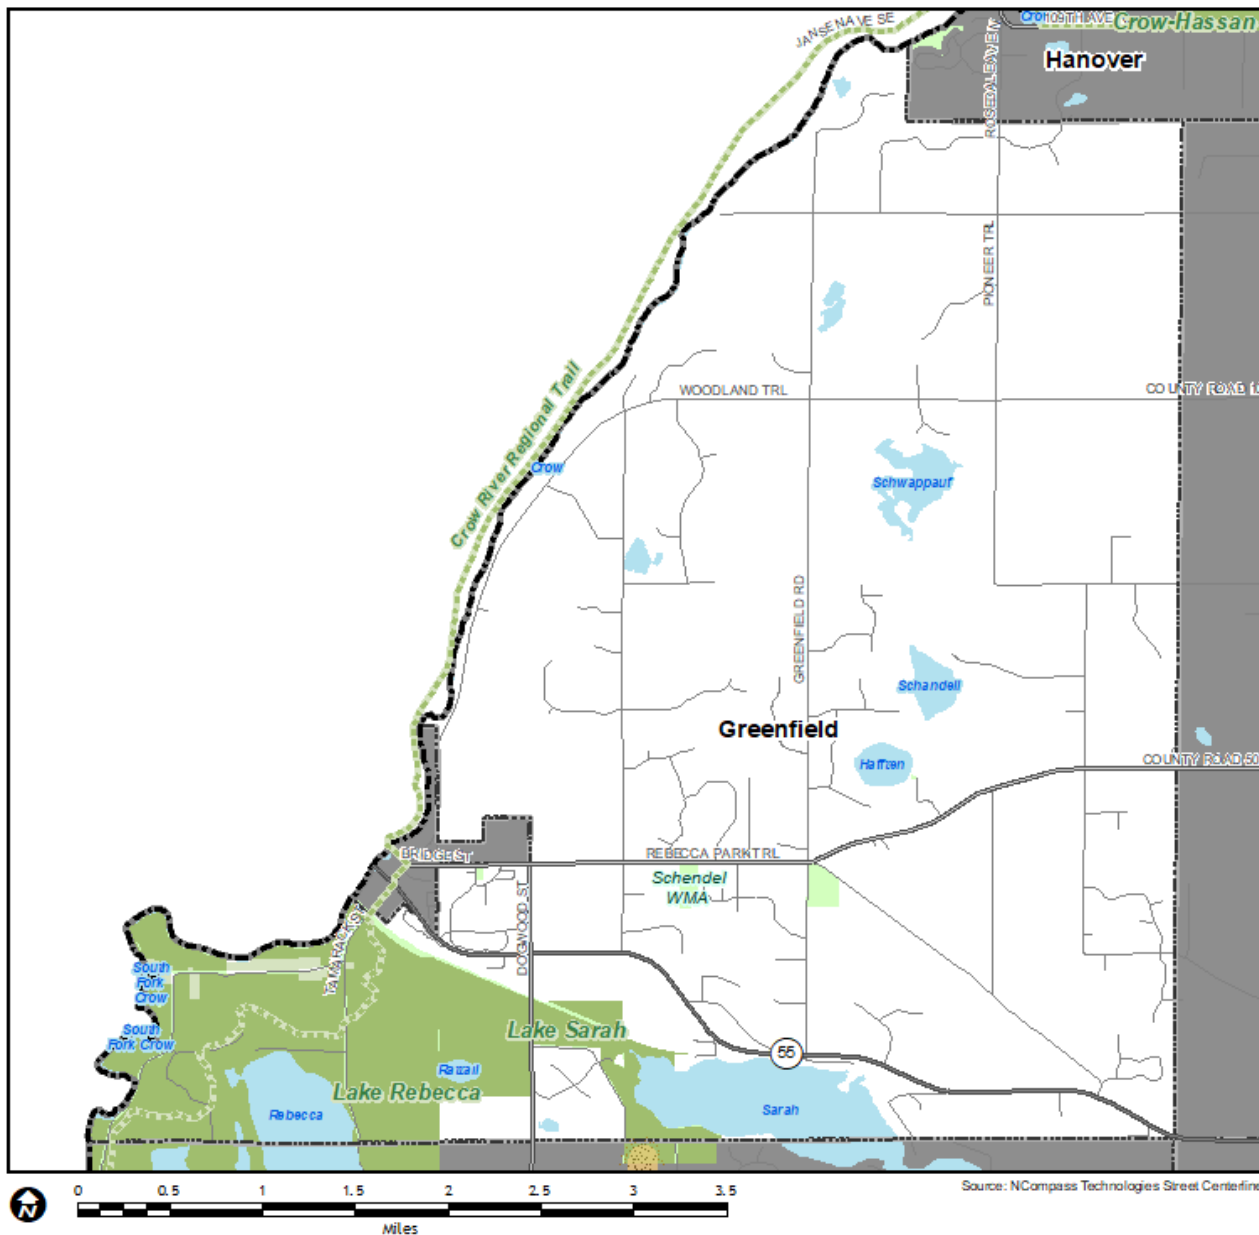 JANSEN AVE SE
Cro
109TH AVE
Crow-Hassan
Hanover
ROSEDALE AVE N
PIONEER TRL
Crow River Regional Trail
WOODLAND TRL
COUNTY ROAD
Crow
Schwappauf
GREENFIELD RD
Schandell
Greenfield
Hafften
COUNTY ROAD 50
BRIDGE ST
REBECCA PARK TRL
Schendel
WMA
DOGWOOD ST
TAMARACK ST
South
Fork
Crow
South
Fork Crow
Lake Sarah
55
Rattail
Lake Rebecca
Rebecca
Sarah
N
0 0.5 1 1.5 2 2.5 3 3.5
Miles
Source: NCompass Technologies Street Centerline